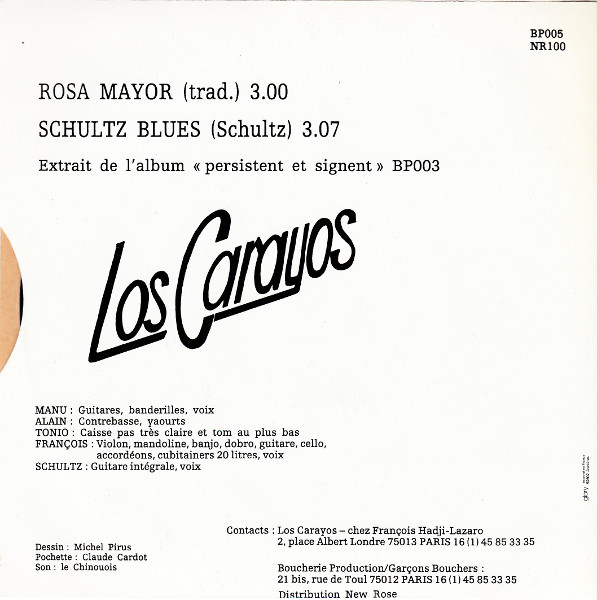 BP005
NR100
ROSA MAYOR (trad.) 3.00
SCHULTZ BLUES (Schultz) 3.07
Extrait de l'album « persistent et signent » BP003
Los Carayos
MANU : Guitares, banderilles, voix
ALAIN : Contrebasse, yaourts
TONIO : Caisse pas très claire et tom au plus bas
FRANÇOIS : Violon, mandoline, banjo, dobro, guitare, cello,
accordéons, cubitainers 20 litres, voix
SCHULTZ : Guitare intégrale, voix
Contacts : Los Carayos – chez François Hadji-Lazaro
2, place Albert Londre 75013 PARIS 16 (1) 45 85 33 35
Dessin : Michel Pirus
Pochette : Claude Cardot
Son : le Chinouois
Boucherie Production/Garçons Bouchers :
21 bis, rue de Toul 75012 PARIS 16 (1) 45 85 33 35
Distribution New Rose